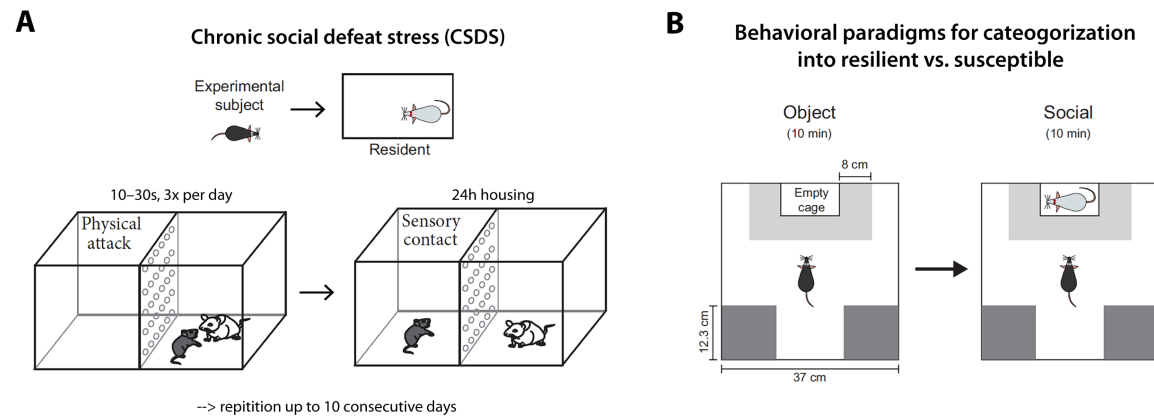 A
Chronic social defeat stress (CSDS)
Experimental
subject
Resident
10–30s, 3x per day
Physical
attack
24h housing
Sensory
contact
--> repitition up to 10 consecutive days
B
Behavioral paradigms for cateogorization
into resilient vs. susceptible
Object
(10 min)
8 cm
Empty
cage
12.3 cm
37 cm
Social
(10 min)